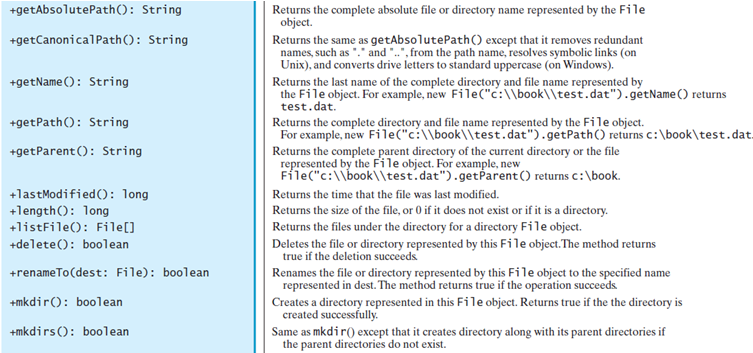 +getAbsolutePath(): String
Returns the complete absolute file or directory name represented by the File
object.
+getCanonicalPath(): String
Returns the same as getAbsolutePath() except that it removes redundant
names, such as "." and "..", from the path name, resolves symbolic links (on
Unix), and converts drive letters to standard uppercase (on Windows).
+getName(): String
Returns the last name of the complete directory and file name represented by
the File object. For example, new File("c:\\book\\test.dat").getName() returns
test.dat.
+getPath(): String
Returns the complete directory and file name represented by the File object.
For example, new File("c:\\book\\test.dat").getPath() returns c:\book\test.dat.
+getParent(): String
Returns the complete parent directory of the current directory or the file
represented by the File object. For example, new
File("c:\\book\\test.dat").getParent() returns c:\book.
+lastModified(): long
Returns the time that the file was last modified.
+length(): long
Returns the size of the file, or 0 if it does not exist or if it is a directory.
+listFile(): File[]
Returns the files under the directory for a directory File object.
+delete(): boolean
Deletes the file or directory represented by this File object.The method returns
true if the deletion succeeds.
+renameTo(dest: File): boolean
Renames the file or directory represented by this File object to the specified name
represented in dest. The method returns true if the operation succeeds.
+mkdir(): boolean
Creates a directory represented in this File object. Returns true if the the directory is
created successfully.
+mkdirs(): boolean
Same as mkdir() except that it creates directory along with its parent directories if
the parent directories do not exist.